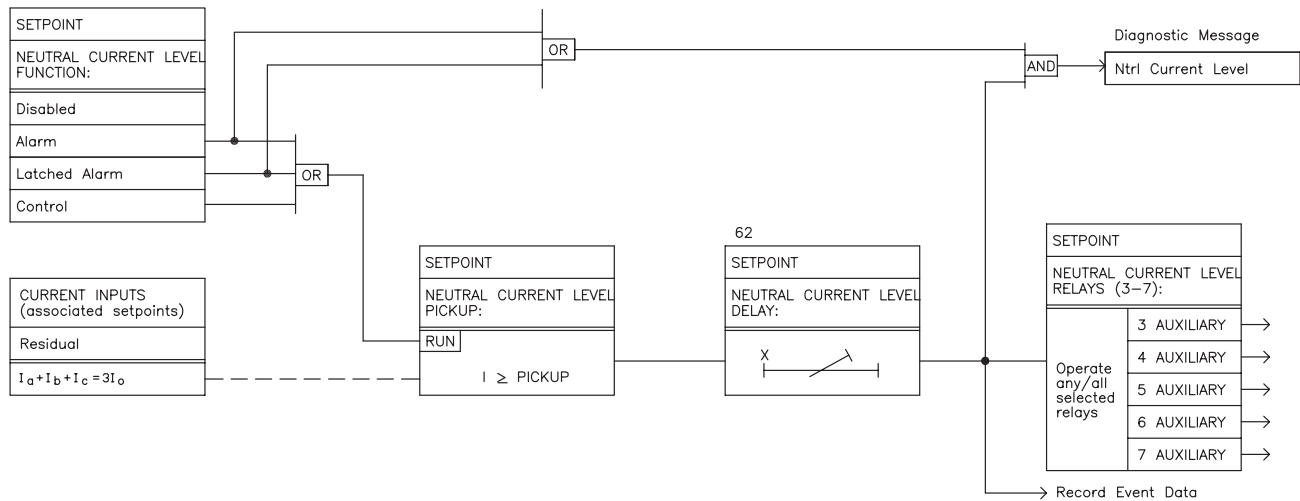 SETPOINT
NEUTRAL CURRENT LEVEL
FUNCTION:
Disabled
Alarm
Latched Alarm
Control
OR
OR
AND
Diagnostic Message
Ntrl Current Level
CURRENT INPUTS
(associated setpoints)
Residual
Ia+Ib+Ic=3Io
SETPOINT
NEUTRAL CURRENT LEVEL
PICKUP:
RUN
I ≥ PICKUP
62
SETPOINT
NEUTRAL CURRENT LEVEL
DELAY:
X
SETPOINT
NEUTRAL CURRENT LEVEL
RELAYS (3-7):
Operate
any/all
selected
relays
3 AUXILIARY
4 AUXILIARY
5 AUXILIARY
6 AUXILIARY
7 AUXILIARY
Record Event Data